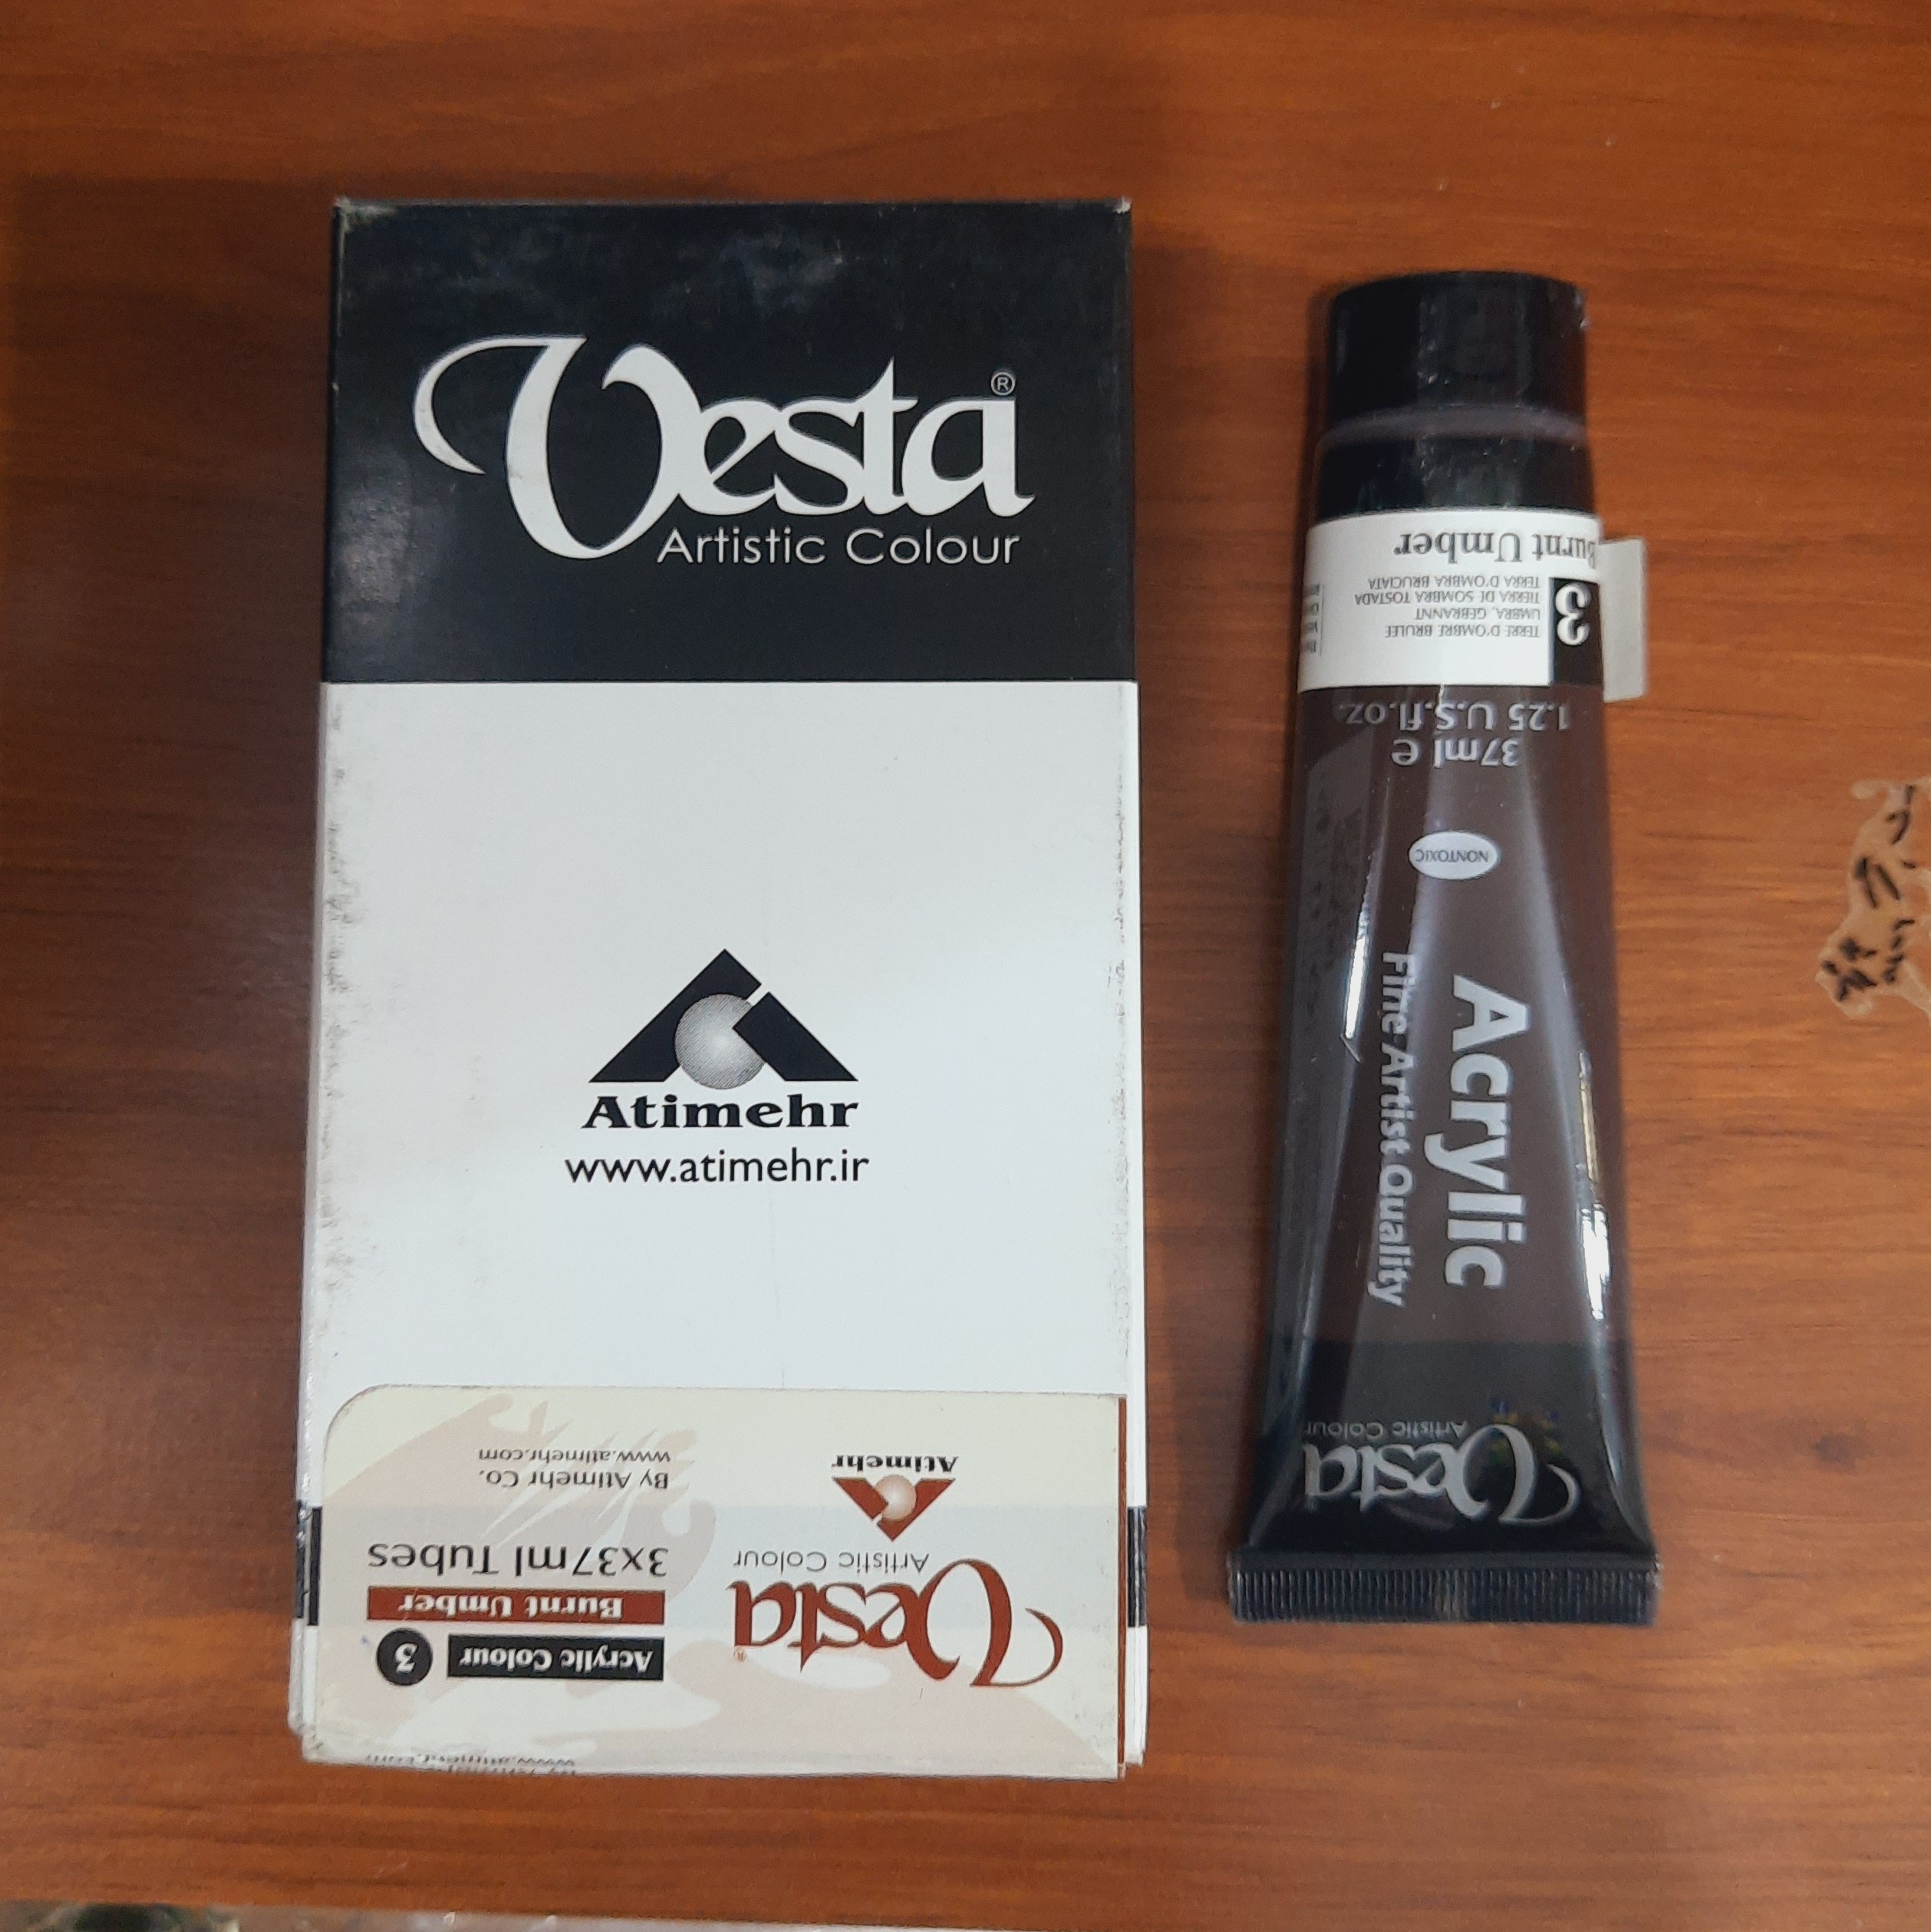 Vesta®
Artistic Colour
Atimehr
www.atimehr.ir
Vesta®
Artistic Colour
Atimehr
Acrylic Colour 3
Burnt Umber
3x37ml Tubes
By Atimehr Co.
www.atimehr.com
Vesta
Artistic Colour
Acrylic
Fine Artist Quality
NONTOXIC
37ml e
1.25 U.S.fl.oz.
3
TERRE D'OMBRE BRULEE
UMBRA, GEBRANNT
TIERRA DE SOMBRA TOSTADA
TERRA D'OMBRA BRUCIATA
Burnt Umber